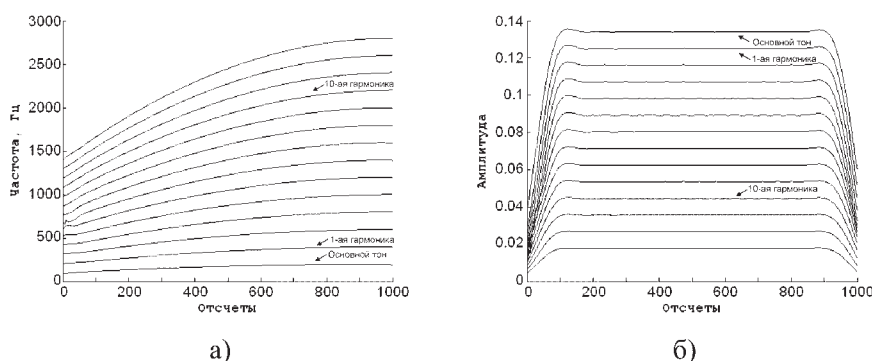 3000
2500
2000
1500
1000
500
0
Частота, Гц
10-ая гармоника
1-ая гармоника
Основной тон
0 200 400 600 800 1000
Отсчеты
а)
0.14
0.12
0.1
0.08
0.06
0.04
0.02
0
Амплитуда
Основной тон
1-ая гармоника
10-ая гармоника
0 200 400 600 800 1000
Отсчеты
б)